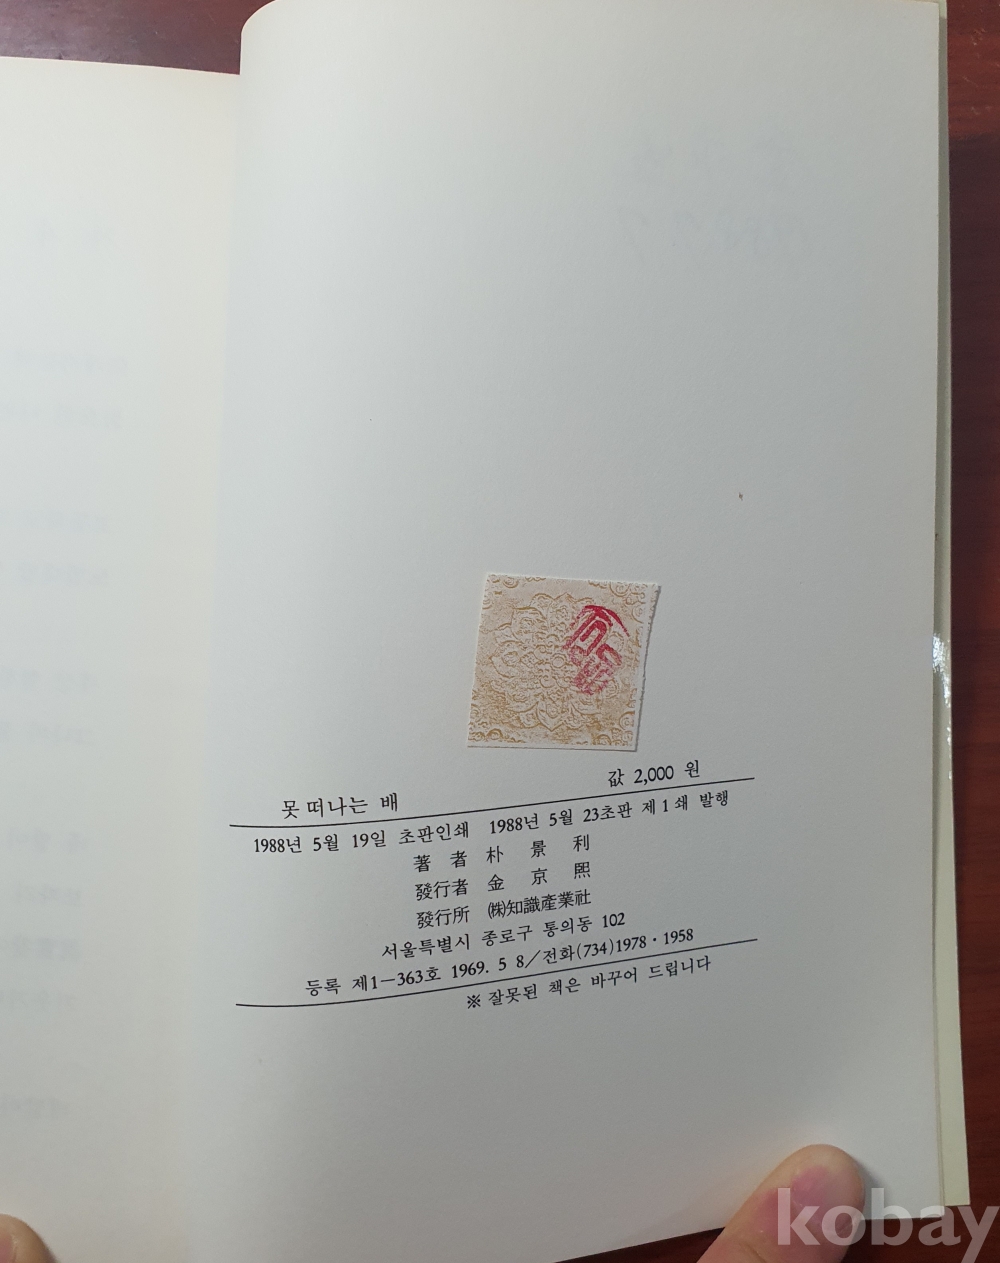 못 떠나는 배
값 2,000 원
1988년 5월 19일 초판인쇄 1988년 5월 23초판 제1쇄 발행
著 者 朴 景 利
發行者 金 京 熙
發行所 ㈱知識産業社
서울특별시 종로구 통의동 102
등록 제1-363호 1969. 5 8/전화(734)1978·1958
※ 잘못된 책은 바꾸어 드립니다
kobay